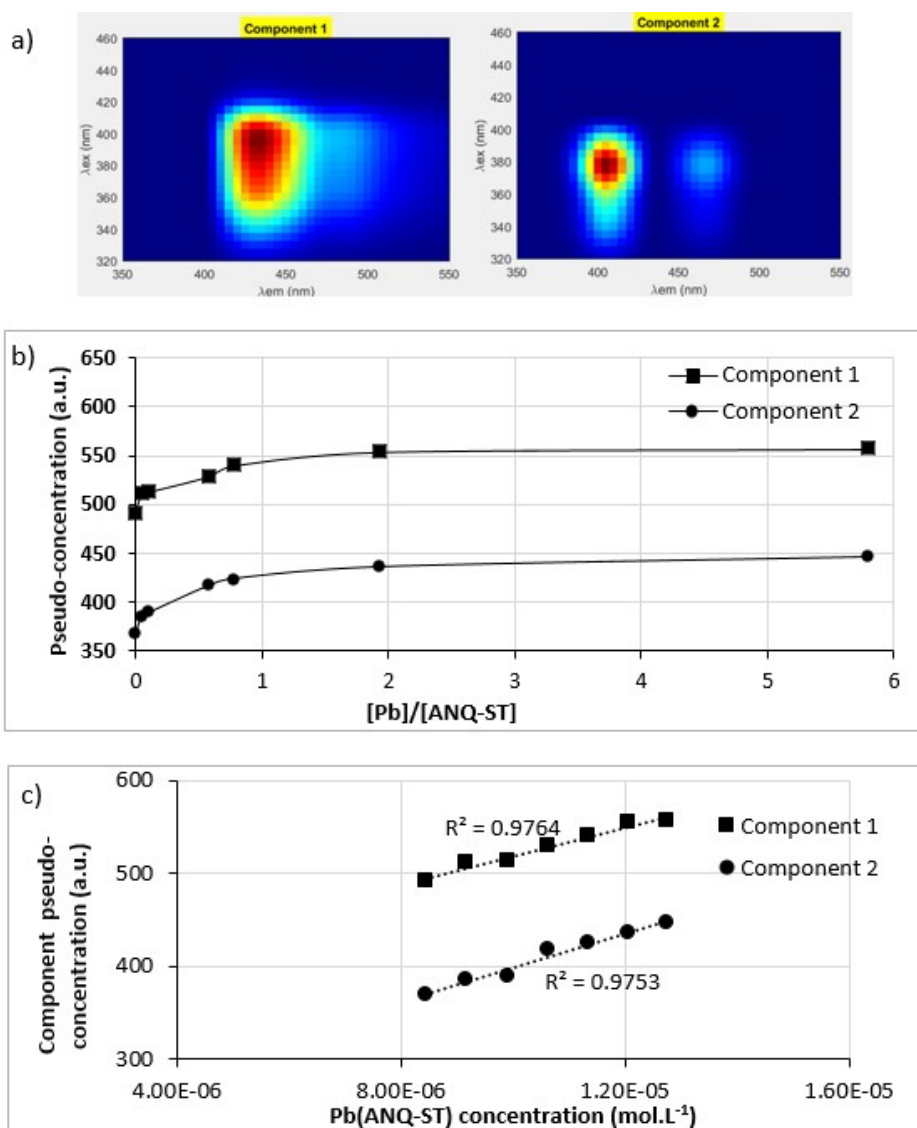 a)
Component 1
Component 2
460
440
420
400
380
360
340
320
λex (nm)
350
400
450
500
550
λem (nm)
460
440
420
400
380
360
340
320
λex (nm)
350
400
450
500
550
λem (nm)
b)
650
600
550
500
450
400
350
Pseudo-concentration (a.u.)
Component 1
Component 2
0
1
2
3
4
5
6
[Pb]/[ANQ-ST]
c)
600
500
400
300
Component pseudo-
concentration (a.u.)
R² = 0.9764
R² = 0.9753
Component 1
Component 2
4.00E-06
8.00E-06
1.20E-05
1.60E-05
Pb(ANQ-ST) concentration (mol.L⁻¹)